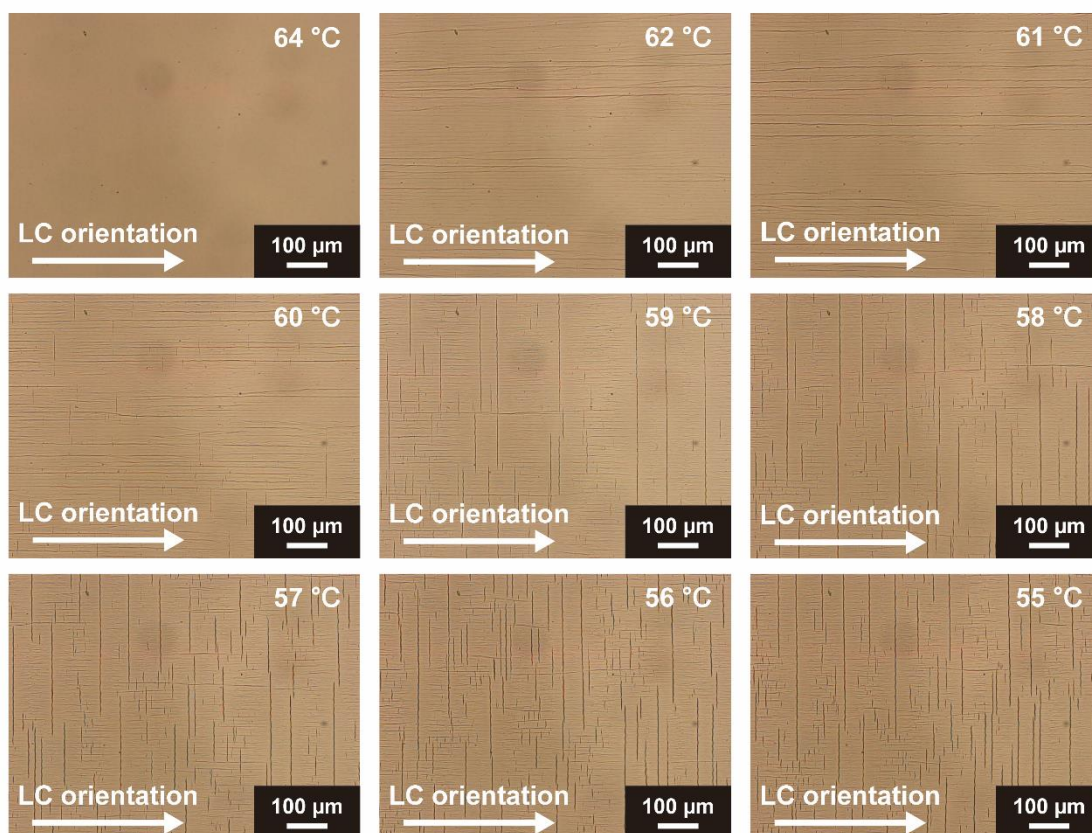 64 °C
LC orientation
100 µm
62 °C
LC orientation
100 µm
61 °C
LC orientation
100 µm
60 °C
LC orientation
100 µm
59 °C
LC orientation
100 µm
58 °C
LC orientation
100 µm
57 °C
LC orientation
100 µm
56 °C
LC orientation
100 µm
55 °C
LC orientation
100 µm